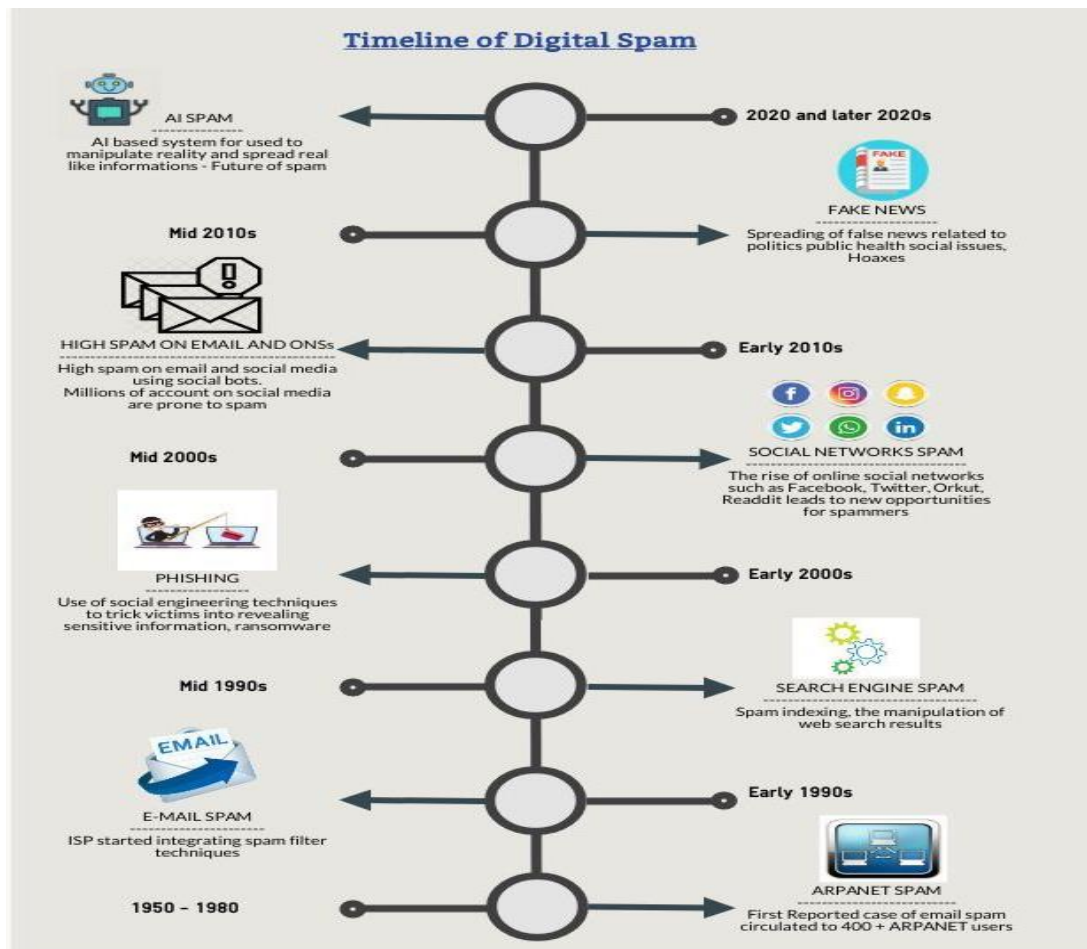 Timeline of Digital Spam
AI SPAM
AI based system for used to
manipulate reality and spread real
like informations - Future of spam
2020 and later 2020s
FAKE
FAKE NEWS
Mid 2010s
Spreading of false news related to
politics public health social issues,
Hoaxes
HIGH SPAM ON EMAIL AND ONSs
High spam on email and social media
using social bots.
Millions of account on social media
are prone to spam
Early 2010s
f
in
Mid 2000s
SOCIAL NETWORKS SPAM
The rise of online social networks
such as Facebook, Twitter, Orkut,
Readdit leads to new opportunities
for spammers
PHISHING
Use of social engineering techniques
to trick victims into revealing
sensitive information, ransomware
Early 2000s
Mid 1990s
SEARCH ENGINE SPAM
Spam indexing, the manipulation of
web search results
EMAIL
E-MAIL SPAM
ISP started integrating spam filter
techniques
Early 1990s
1950 - 1980
ARPANET SPAM
First Reported case of email spam
circulated to 400 + ARPANET users